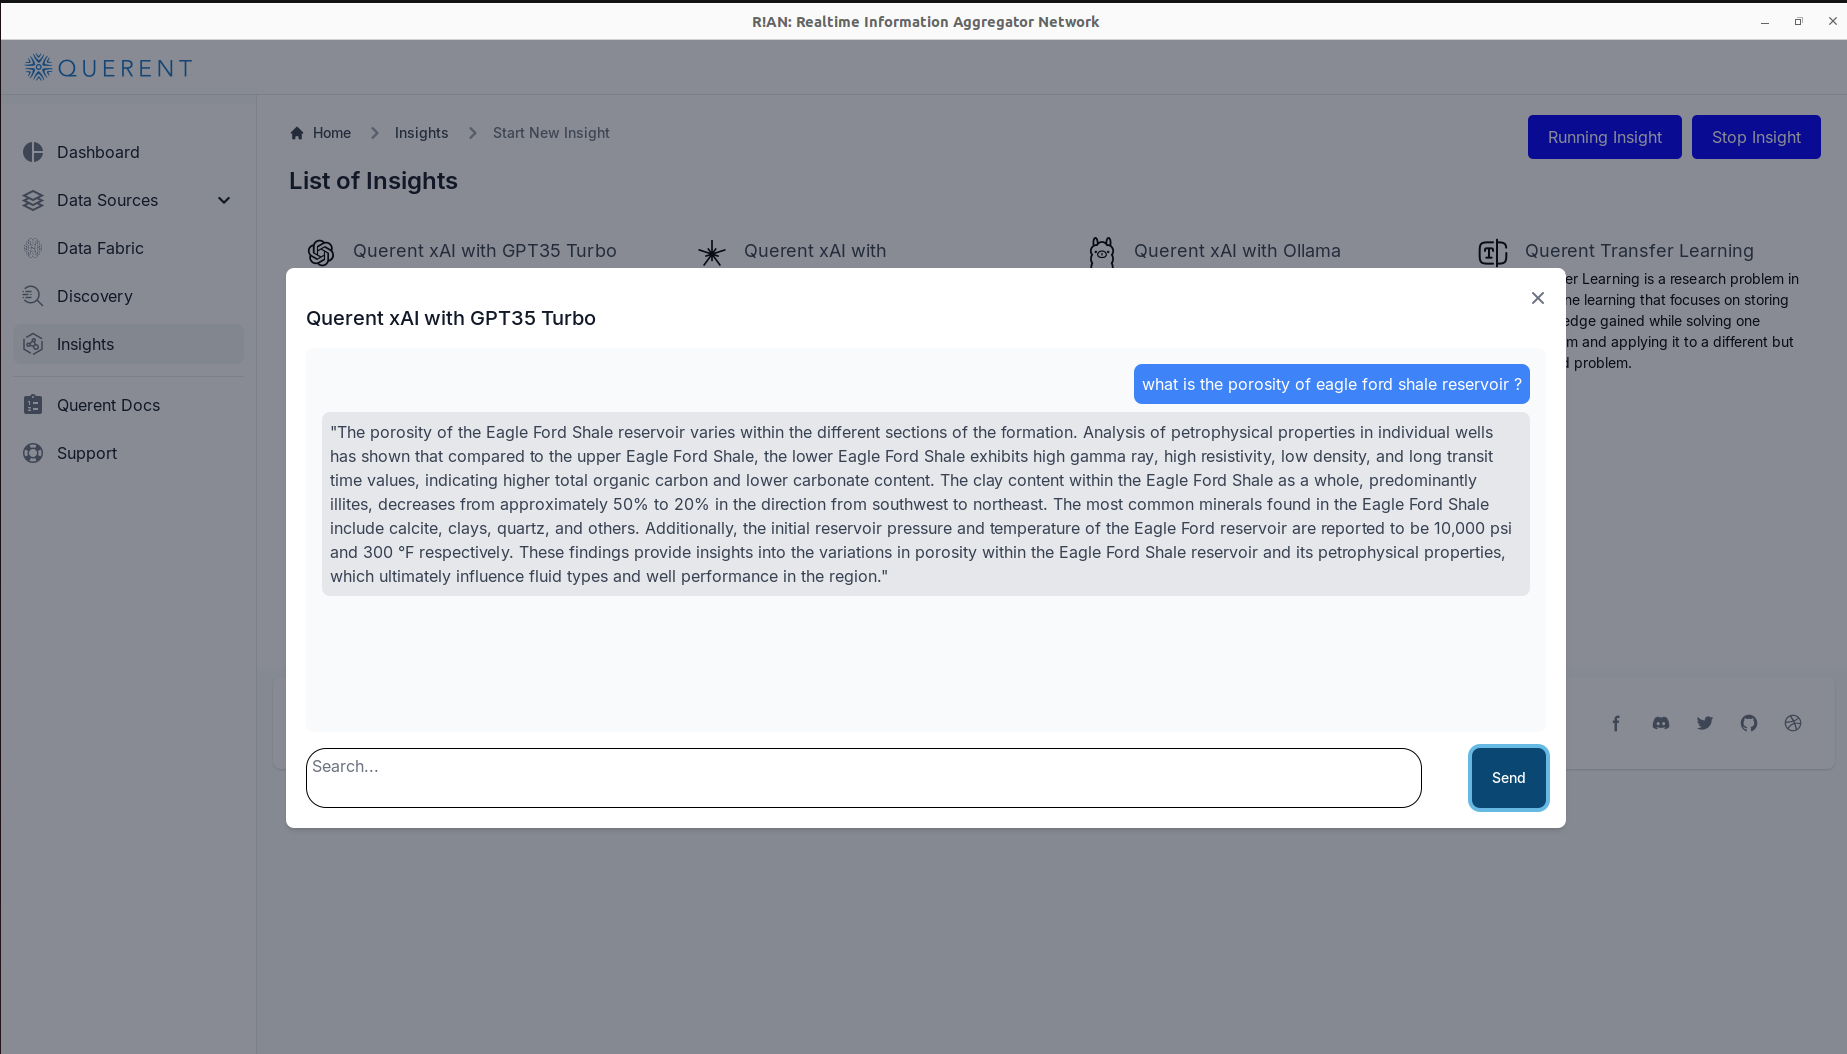 R!AN: Realtime Information Aggregator Network
QUERENT
Dashboard
Data Sources
Data Fabric
Discovery
Insights
Querent Docs
Support
Home
Insights
Start New Insight
Running Insight
Stop Insight
List of Insights
Querent xAI with GPT35 Turbo
Querent xAI with
Querent xAI with Ollama
Querent Transfer Learning
er Learning is a research problem in
ne learning that focuses on storing
edge gained while solving one
m and applying it to a different but
d problem.
Querent xAI with GPT35 Turbo
what is the porosity of eagle ford shale reservoir ?
"The porosity of the Eagle Ford Shale reservoir varies within the different sections of the formation. Analysis of petrophysical properties in individual wells
has shown that compared to the upper Eagle Ford Shale, the lower Eagle Ford Shale exhibits high gamma ray, high resistivity, low density, and long transit
time values, indicating higher total organic carbon and lower carbonate content. The clay content within the Eagle Ford Shale as a whole, predominantly
illites, decreases from approximately 50% to 20% in the direction from southwest to northeast. The most common minerals found in the Eagle Ford Shale
include calcite, clays, quartz, and others. Additionally, the initial reservoir pressure and temperature of the Eagle Ford reservoir are reported to be 10,000 psi
and 300 °F respectively. These findings provide insights into the variations in porosity within the Eagle Ford Shale reservoir and its petrophysical properties,
which ultimately influence fluid types and well performance in the region."
Search...
Send